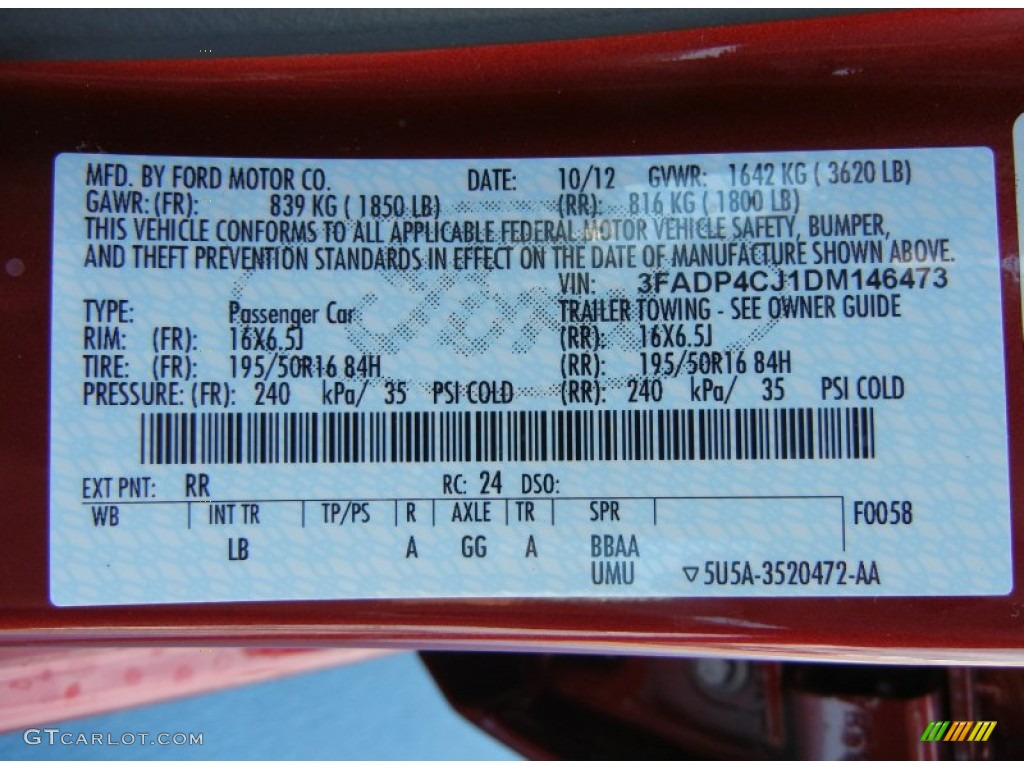 MFD. BY FORD MOTOR CO. DATE: 10/12 GVWR: 1642 KG ( 3620 LB)
GAWR: (FR): 839 KG ( 1850 LB) (RR): 816 KG ( 1800 LB)
THIS VEHICLE CONFORMS TO ALL APPLICABLE FEDERAL MOTOR VEHICLE SAFETY, BUMPER,
AND THEFT PREVENTION STANDARDS IN EFFECT ON THE DATE OF MANUFACTURE SHOWN ABOVE.
VIN: 3FADP4CJ1DM146473
TYPE: Passenger Car TRAILER TOWING - SEE OWNER GUIDE
RIM: (FR): 16X6.5J (RR): 16X6.5J
TIRE: (FR): 195/50R16 84H (RR): 195/50R16 84H
PRESSURE: (FR): 240 kPa/ 35 PSI COLD (RR): 240 kPa/ 35 PSI COLD
EXT PNT: RR RC: 24 DSO:
WB INT TR TP/PS R AXLE TR SPR F0058
LB A GG A BBAA
UMU ▽5U5A-3520472-AA
GTCARLOT.COM